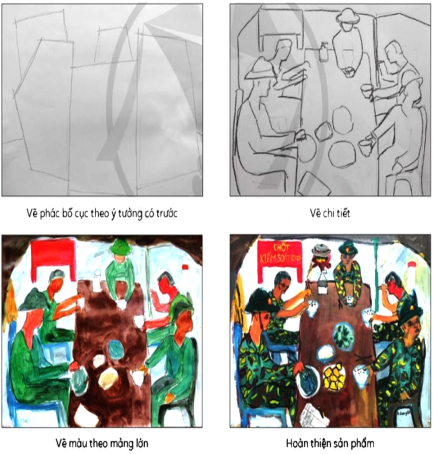 Vẽ phác bố cục theo ý tưởng có trước
Vẽ chi tiết
CHỐT
Vẽ màu theo mảng lớn
Hoàn thiện sản phẩm